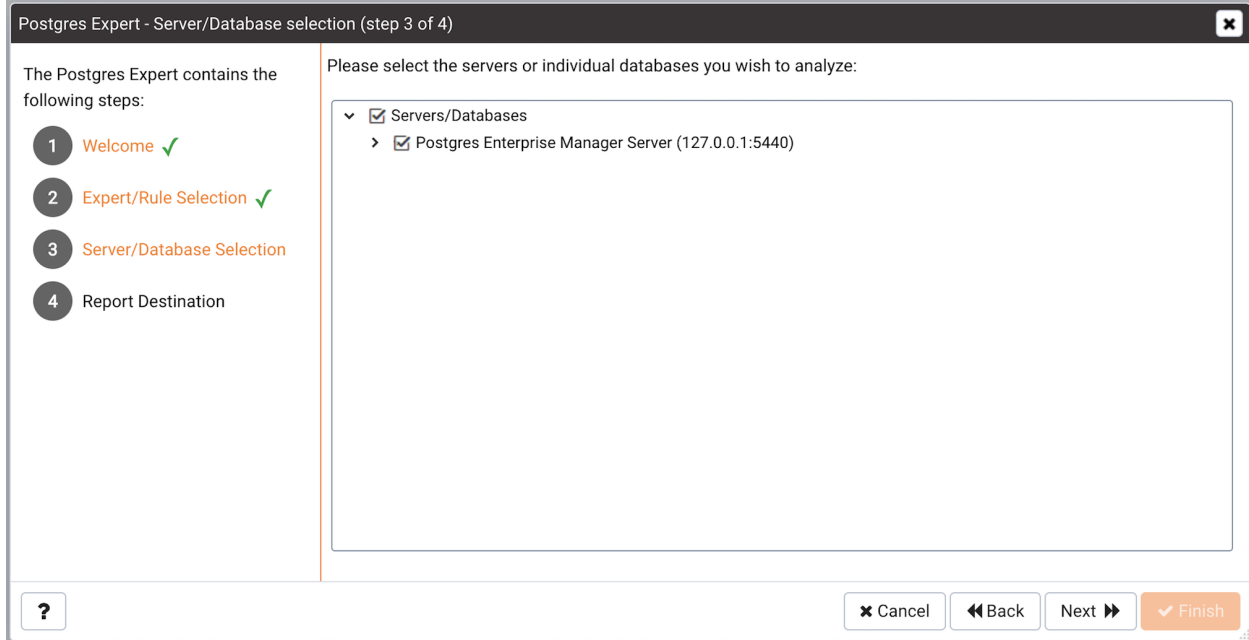 Postgres Expert - Server/Database selection (step 3 of 4)
The Postgres Expert contains the
following steps:
1 Welcome
2 Expert/Rule Selection
3 Server/Database Selection
4 Report Destination
Please select the servers or individual databases you wish to analyze:
Servers/Databases
Postgres Enterprise Manager Server (127.0.0.1:5440)
? Cancel Back Next Finish